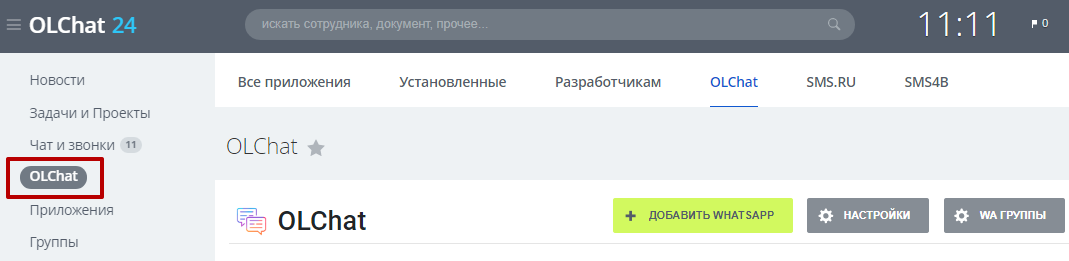 OLChat 24
искать сотрудника, документ, прочее...
11:11
0
Новости
Задачи и Проекты
Чат и звонки 11
OLChat
Приложения
Группы
Все приложения Установленные Разработчикам OLChat SMS.RU SMS4B
OLChat
OLChat
ДОБАВИТЬ WHATSAPP НАСТРОЙКИ WA ГРУППЫ